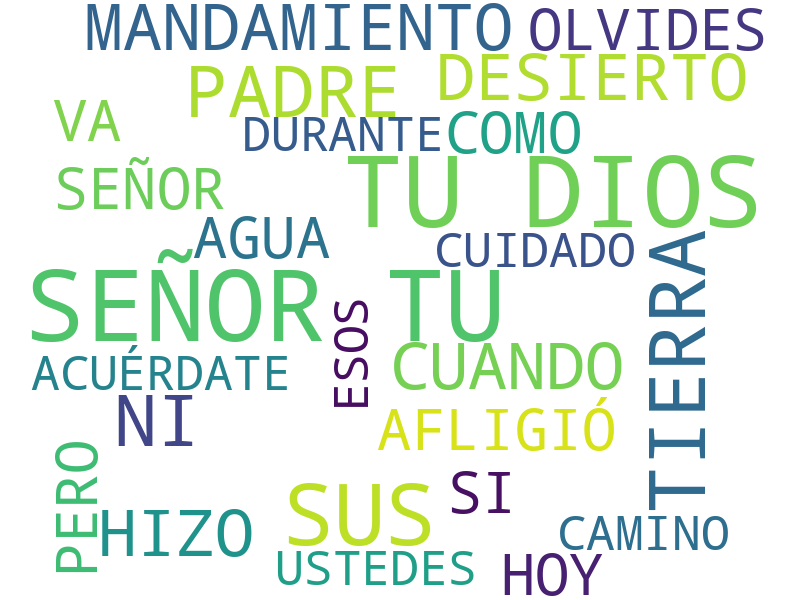 MANDAMIENTO OLVIDES
PADRE DESIERTO
VA
DURANTE COMO
SEÑOR
TU DIOS
AGUA
CUIDADO
SEÑOR TU
TIERRA
ESOS
ACUÉRDATE
CUANDO
NI
AFLIGIÓ
PERO
SI
HIZO
SUS
CAMINO
USTEDES
HOY